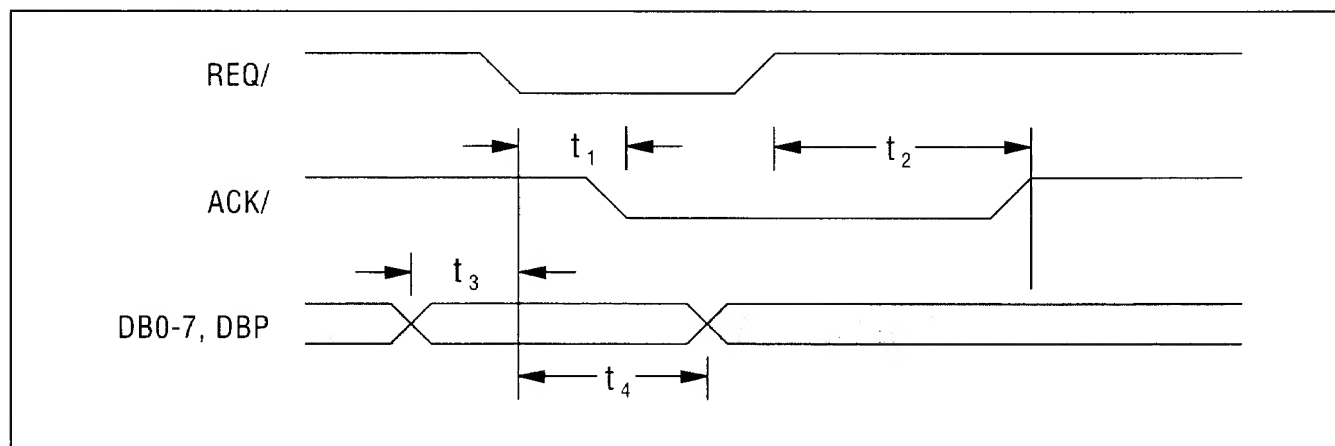 REQ/
t1
t2
ACK/
t3
DB0-7, DBP
t4